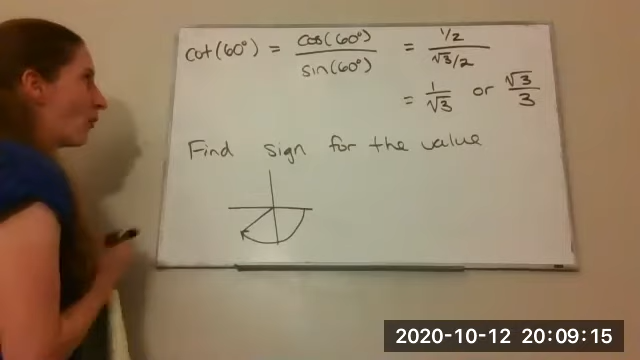 cot(60°) = cos(60°)/sin(60°) = 1/2/√3/2
= 1/√3 or √3/3
Find sign for the value
2020-10-12 20:09:15